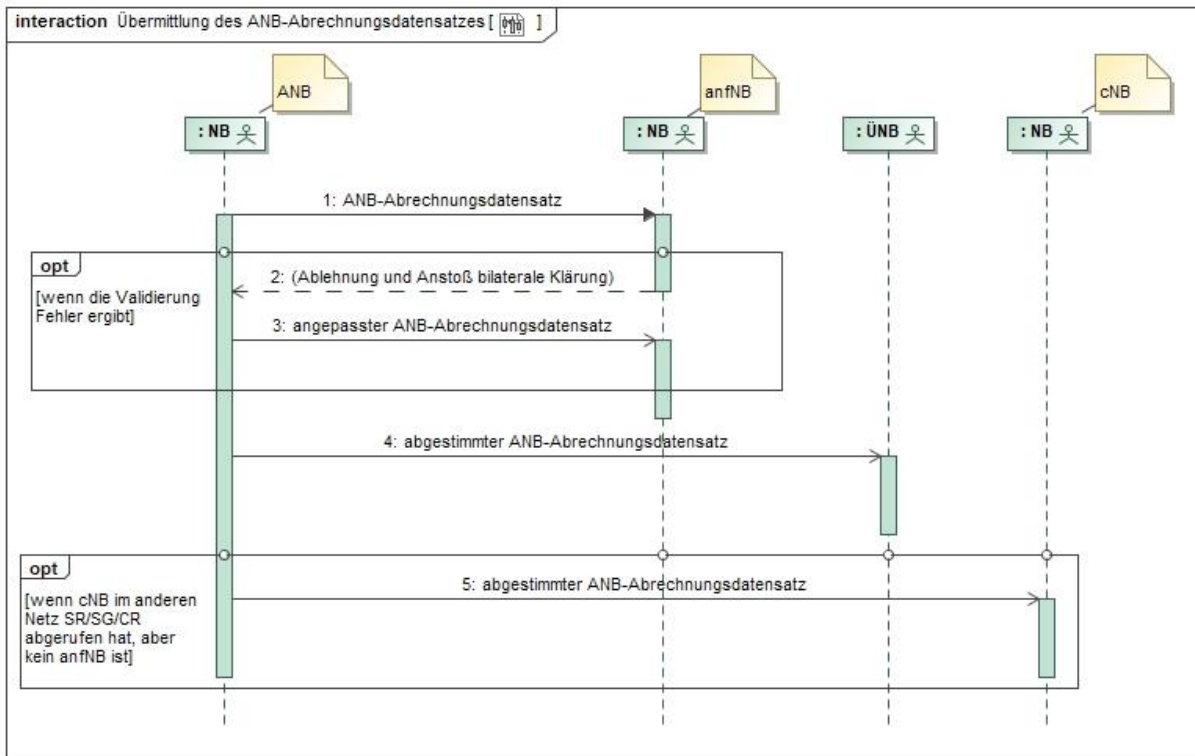 interaction Übermittlung des ANB-Abrechnungsdatensatzes [ ]
ANB
anfNB
cNB
: NB
: NB
: ÜNB
: NB
1: ANB-Abrechnungsdatensatz
opt
[wenn die Validierung
Fehler ergibt]
2: (Ablehnung und Anstoß bilaterale Klärung)
3: angepasster ANB-Abrechnungsdatensatz
4: abgestimmter ANB-Abrechnungsdatensatz
opt
[wenn cNB im anderen
Netz SR/SG/CR
abgerufen hat, aber
kein anfNB ist]
5: abgestimmter ANB-Abrechnungsdatensatz